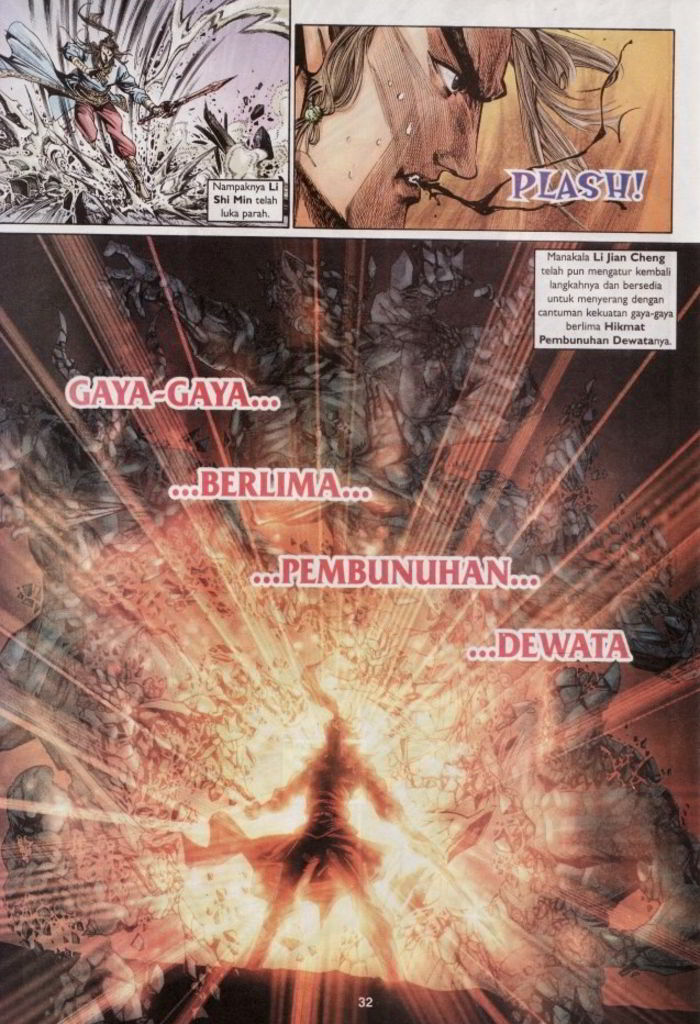 Nampaknya Li
Shi Min telah
luka parah.
PLASH!
Manakala Li Jian Cheng
telah pun mengatur kembali
langkahnya dan bersedia
untuk menyerang dengan
cantuman kekuatan gaya-gaya
berlima Hikmat
Pembunuhan Dewatanya.
GAYA-GAYA...
...BERLIMA...
...PEMBUNUHAN...
...DEWATA
32